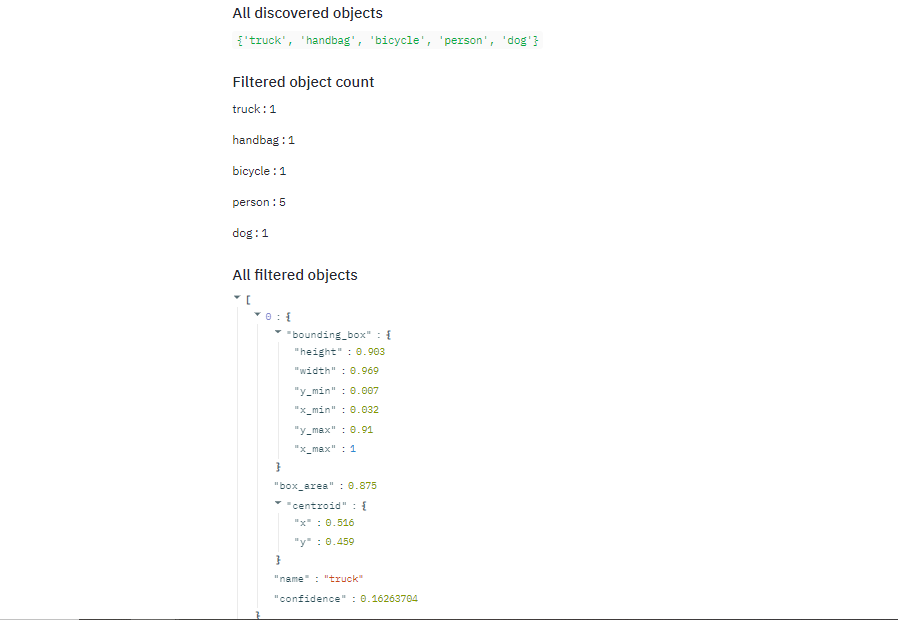 All discovered objects
{'truck', 'handbag', 'bicycle', 'person', 'dog'}
Filtered object count
truck : 1
handbag : 1
bicycle : 1
person : 5
dog : 1
All filtered objects
[
0 : {
"bounding_box" : {
"height" : 0.903
"width" : 0.969
"y_min" : 0.007
"x_min" : 0.032
"y_max" : 0.91
"x_max" : 1
}
"box_area" : 0.875
"centroid" : {
"x" : 0.516
"y" : 0.459
}
"name" : "truck"
"confidence" : 0.16263704
}